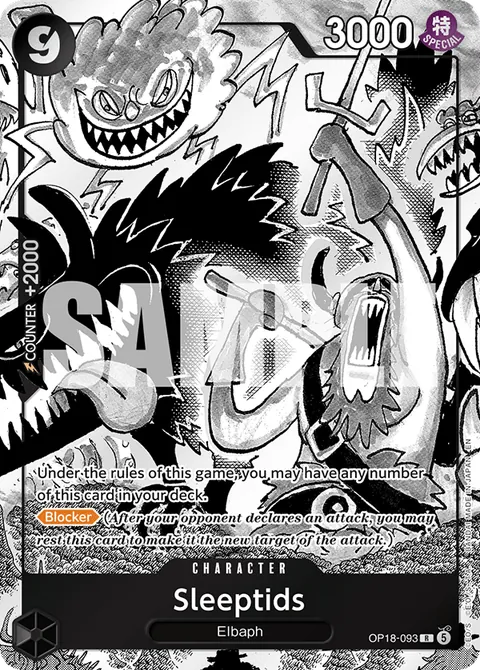 9
3000
特
SPECIAL
COUNTER +2000
SAMPLE
Under the rules of this game, you may have any number
of this card in your deck.
Blocker (After your opponent declares an attack, you may
rest this card to make it the new target of the attack.)
CHARACTER
Sleeptids
Elbaph
OP18-093 R 5